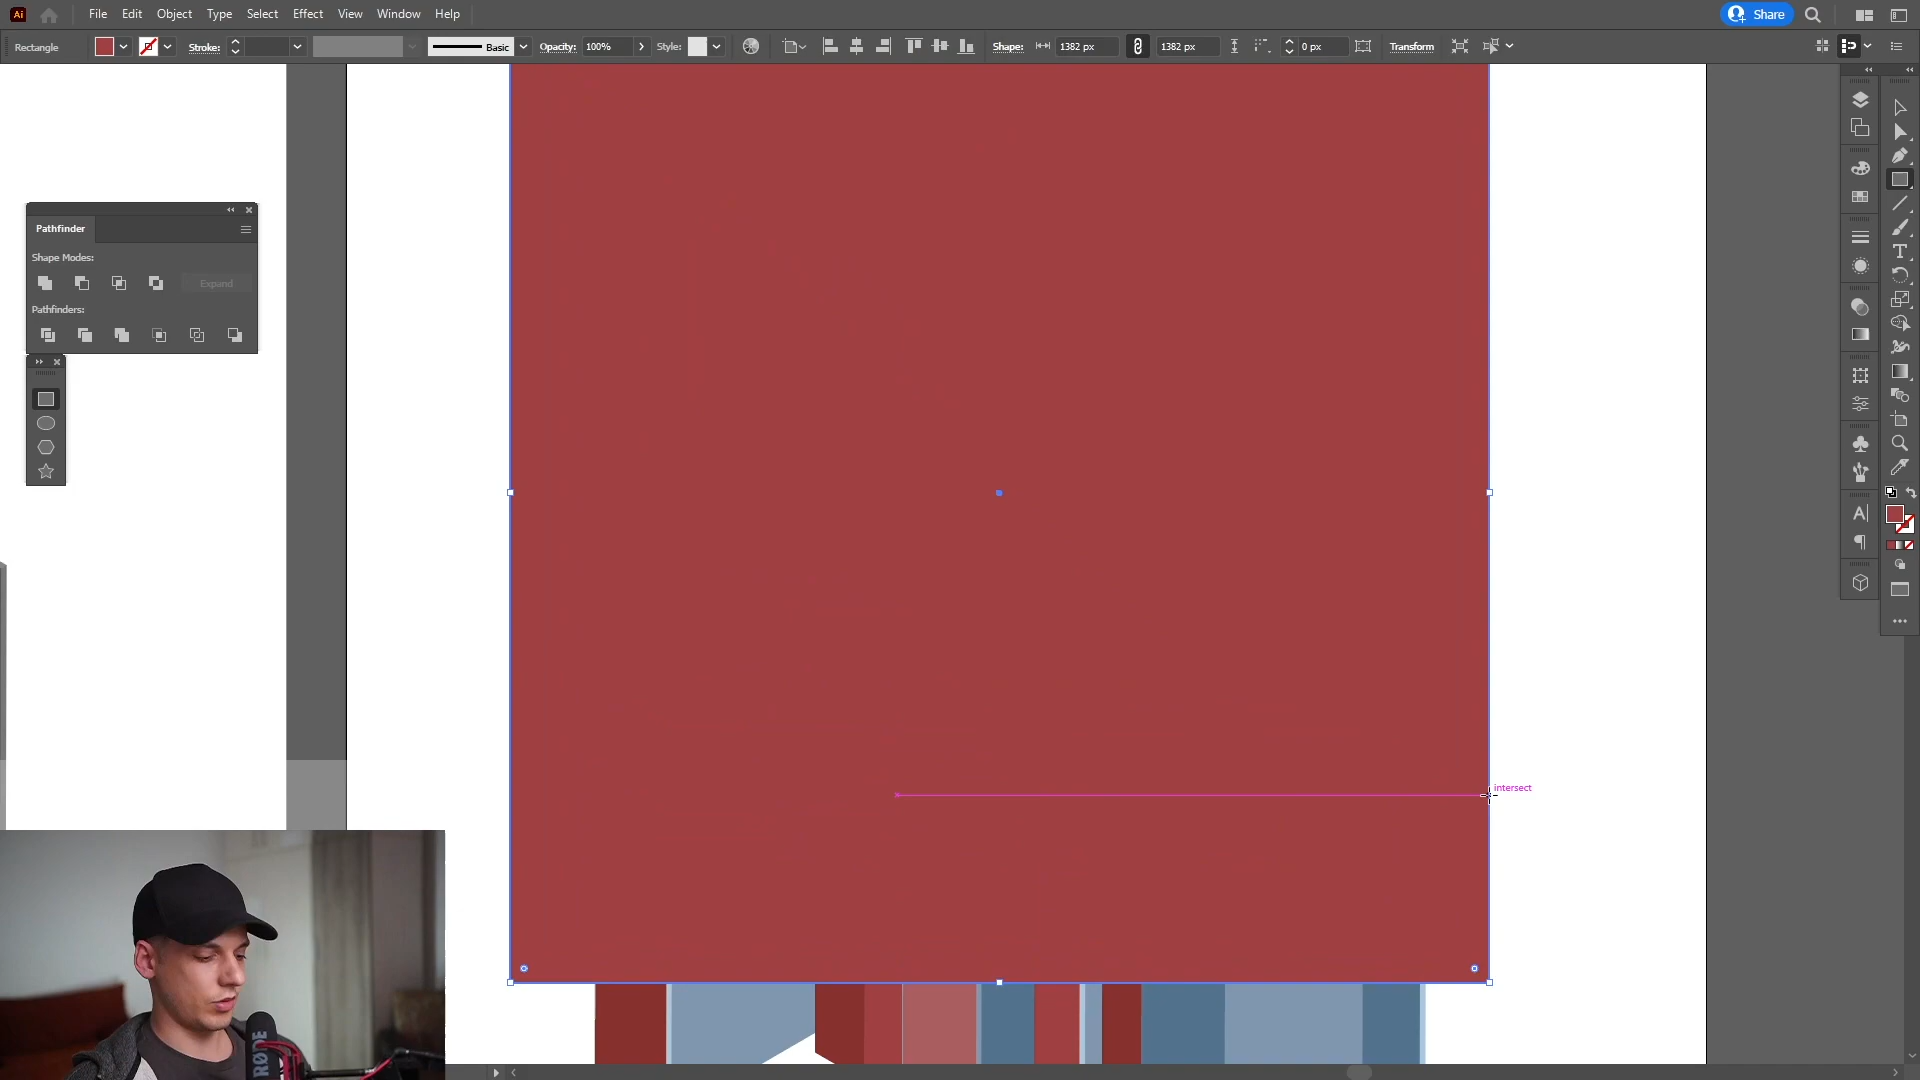 Ai File Edit Object Type Select Effect View Window Help Share
Rectangle Stroke: Basic Opacity: 100% Style: Shape: 1382 px 1382 px 0 px Transform
Pathfinder
Shape Modes:
Expand
Pathfinders:
intersect
RØDE